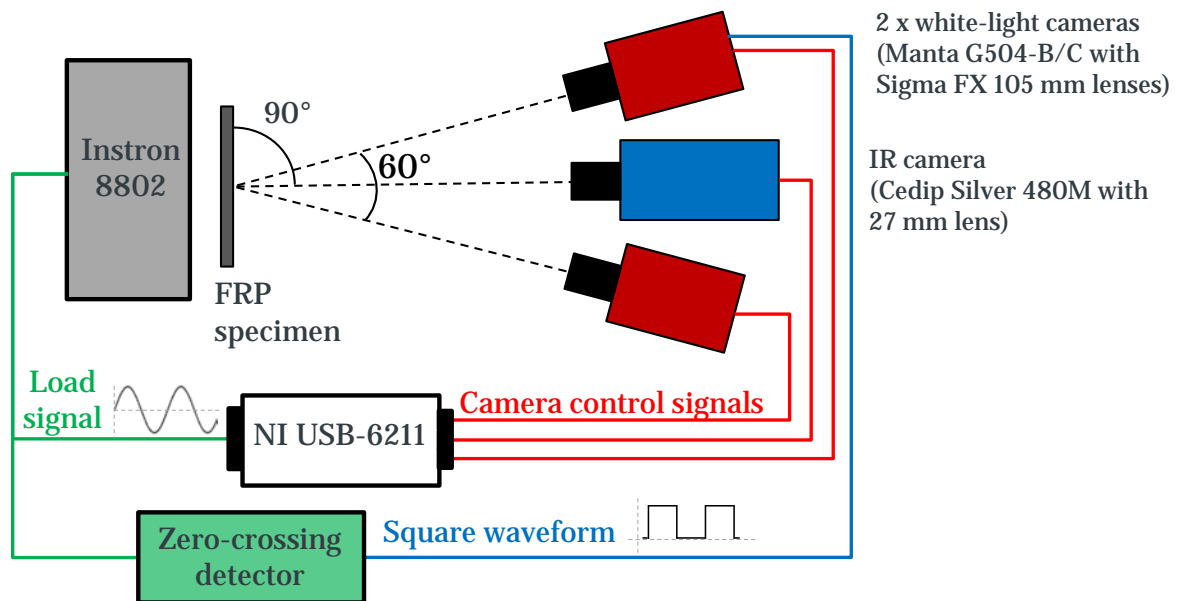 2 x white-light cameras
(Manta G504-B/C with
Sigma FX 105 mm lenses)
90°
Instron
8802
60°
IR camera
(Cedip Silver 480M with
27 mm lens)
FRP
specimen
Load
signal
NI USB-6211
Camera control signals
Zero-crossing
detector
Square waveform